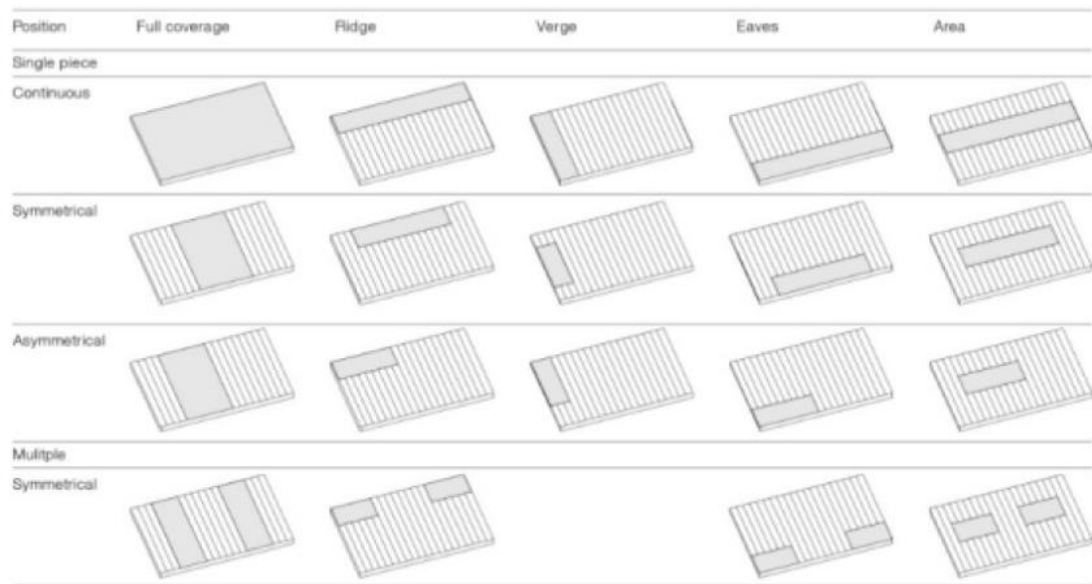 Position Full coverage Ridge Verge Eaves Area
Single piece
Continuous
Symmetrical
Asymmetrical
Mulitple
Symmetrical